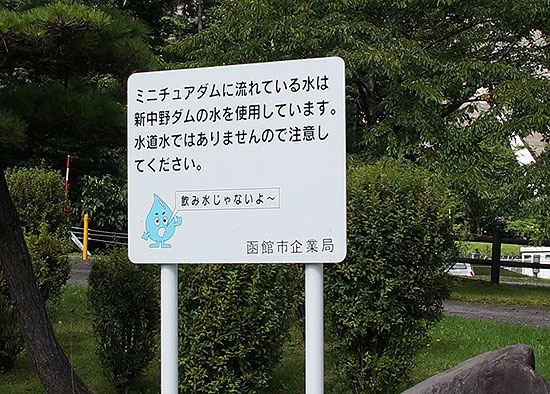 ミニチュアダムに流れている水は
新中野ダムの水を使用しています。
水道水ではありませんので注意し
てください。
飲み水じゃないよ～
函館市企業局